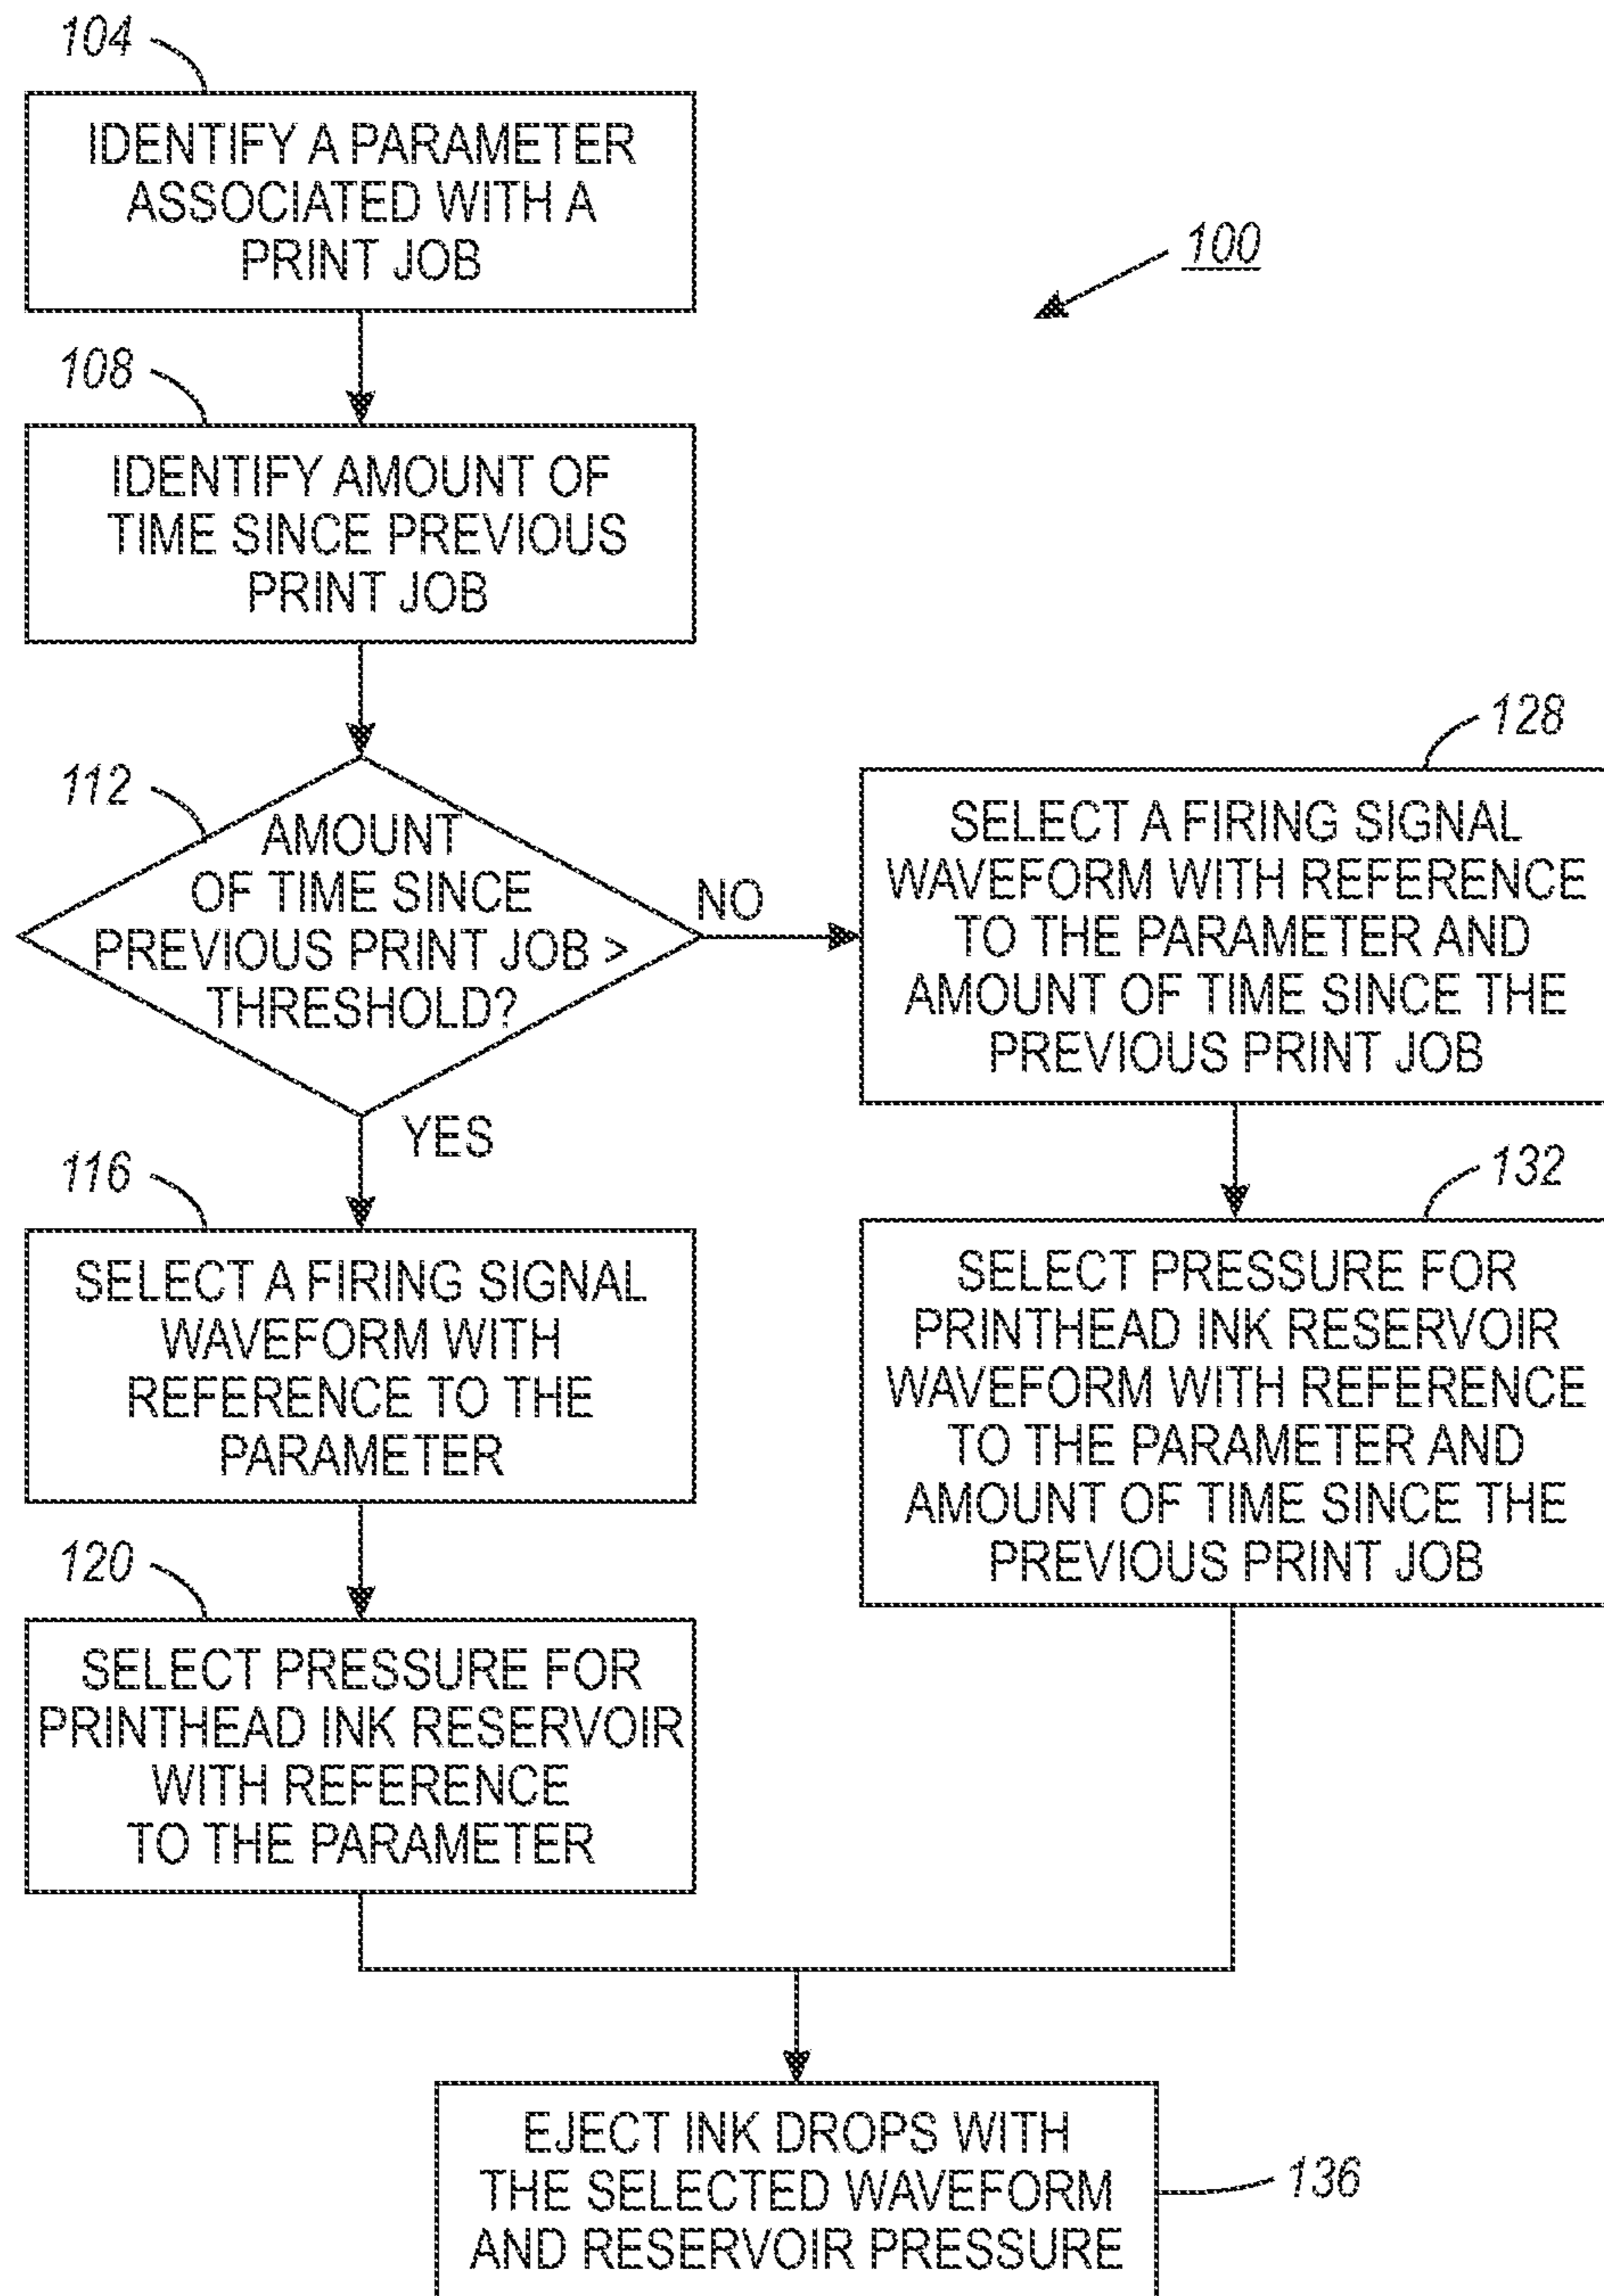 104
IDENTIFY A PARAMETER
ASSOCIATED WITH A
PRINT JOB
100
108
IDENTIFY AMOUNT OF
TIME SINCE PREVIOUS
PRINT JOB
112
AMOUNT
OF TIME SINCE
PREVIOUS PRINT JOB >
THRESHOLD?
NO
YES
128
SELECT A FIRING SIGNAL
WAVEFORM WITH REFERENCE
TO THE PARAMETER AND
AMOUNT OF TIME SINCE THE
PREVIOUS PRINT JOB
116
SELECT A FIRING SIGNAL
WAVEFORM WITH
REFERENCE TO THE
PARAMETER
132
SELECT PRESSURE FOR
PRINTHEAD INK RESERVOIR
WAVEFORM WITH REFERENCE
TO THE PARAMETER AND
AMOUNT OF TIME SINCE THE
PREVIOUS PRINT JOB
120
SELECT PRESSURE FOR
PRINTHEAD INK RESERVOIR
WITH REFERENCE
TO THE PARAMETER
EJECT INK DROPS WITH
THE SELECTED WAVEFORM
AND RESERVOIR PRESSURE
136